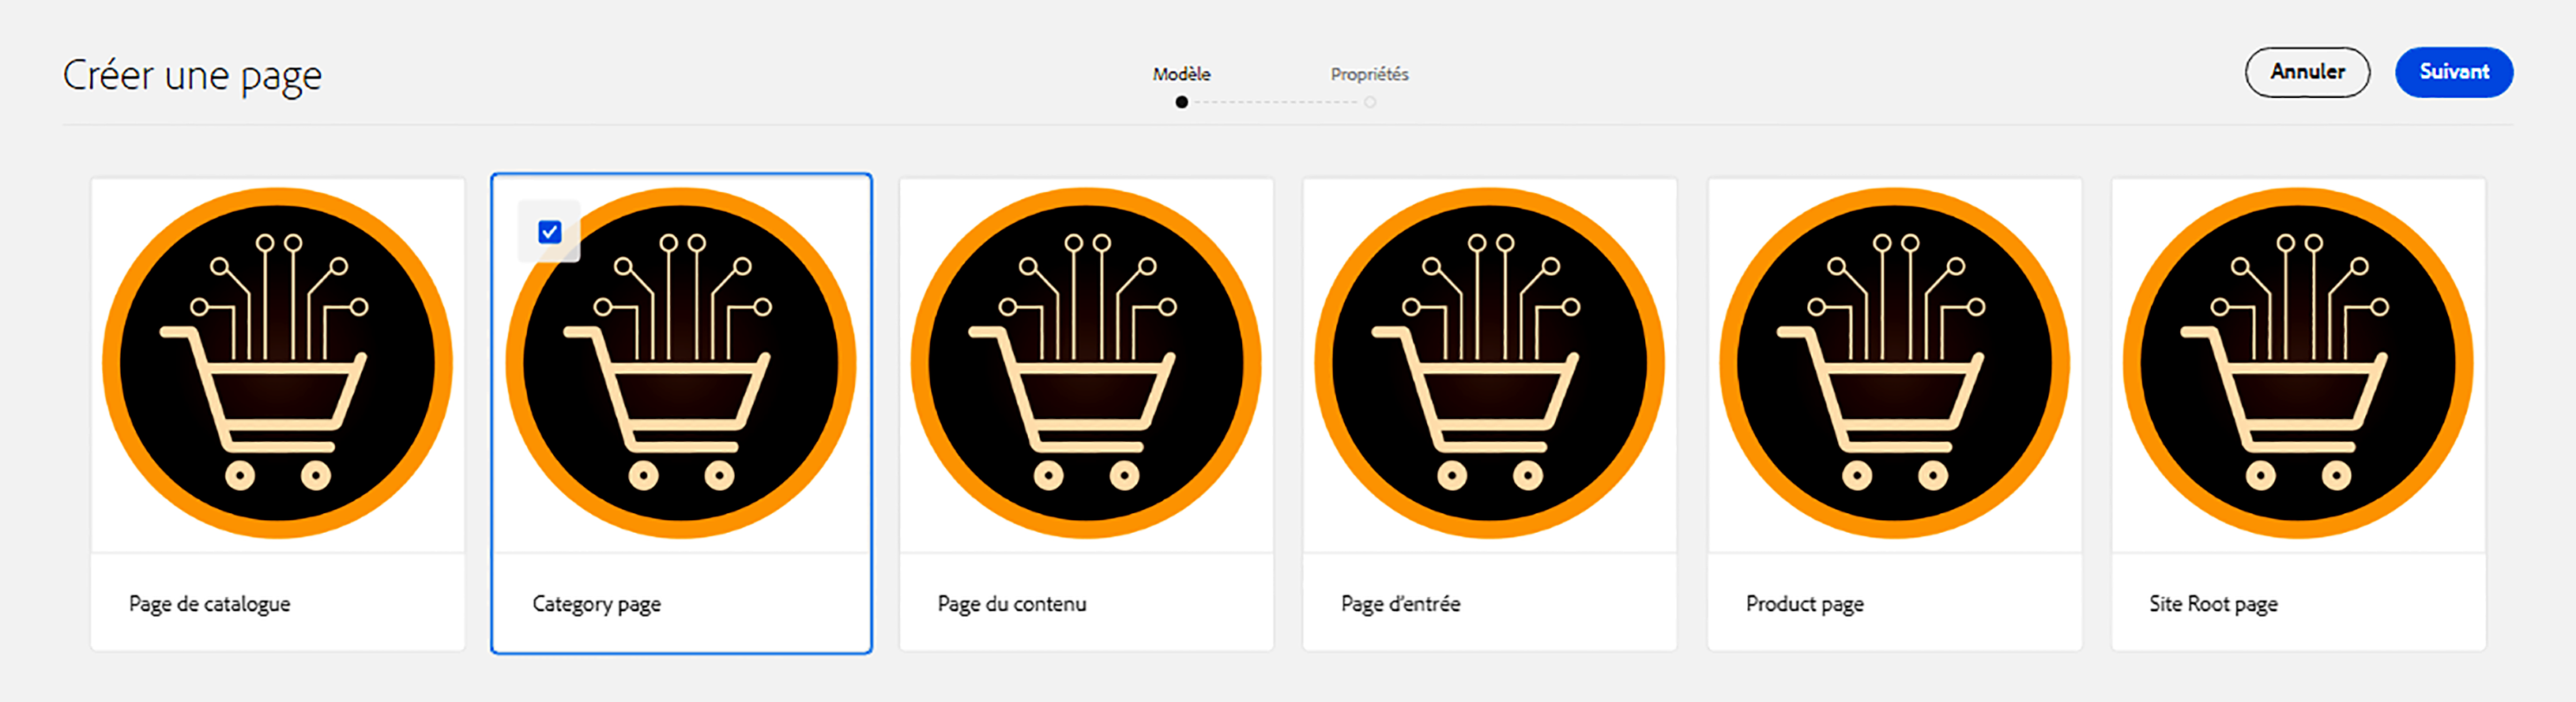 Créer une page
Modèle
Propriétés
Annuler
Suivant
Page de catalogue
Category page
Page du contenu
Page d'entrée
Product page
Site Root page